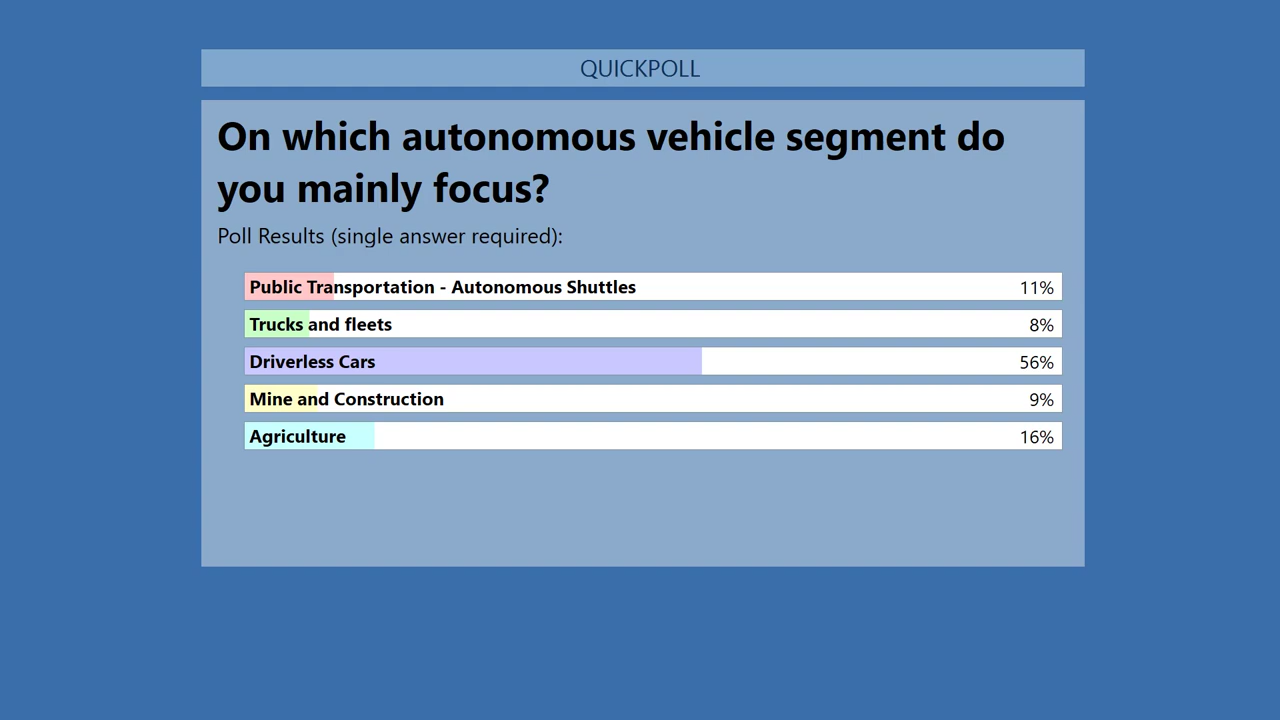 QUICKPOLL
On which autonomous vehicle segment do
you mainly focus?
Poll Results (single answer required):
Public Transportation - Autonomous Shuttles 11%
Trucks and fleets 8%
Driverless Cars 56%
Mine and Construction 9%
Agriculture 16%